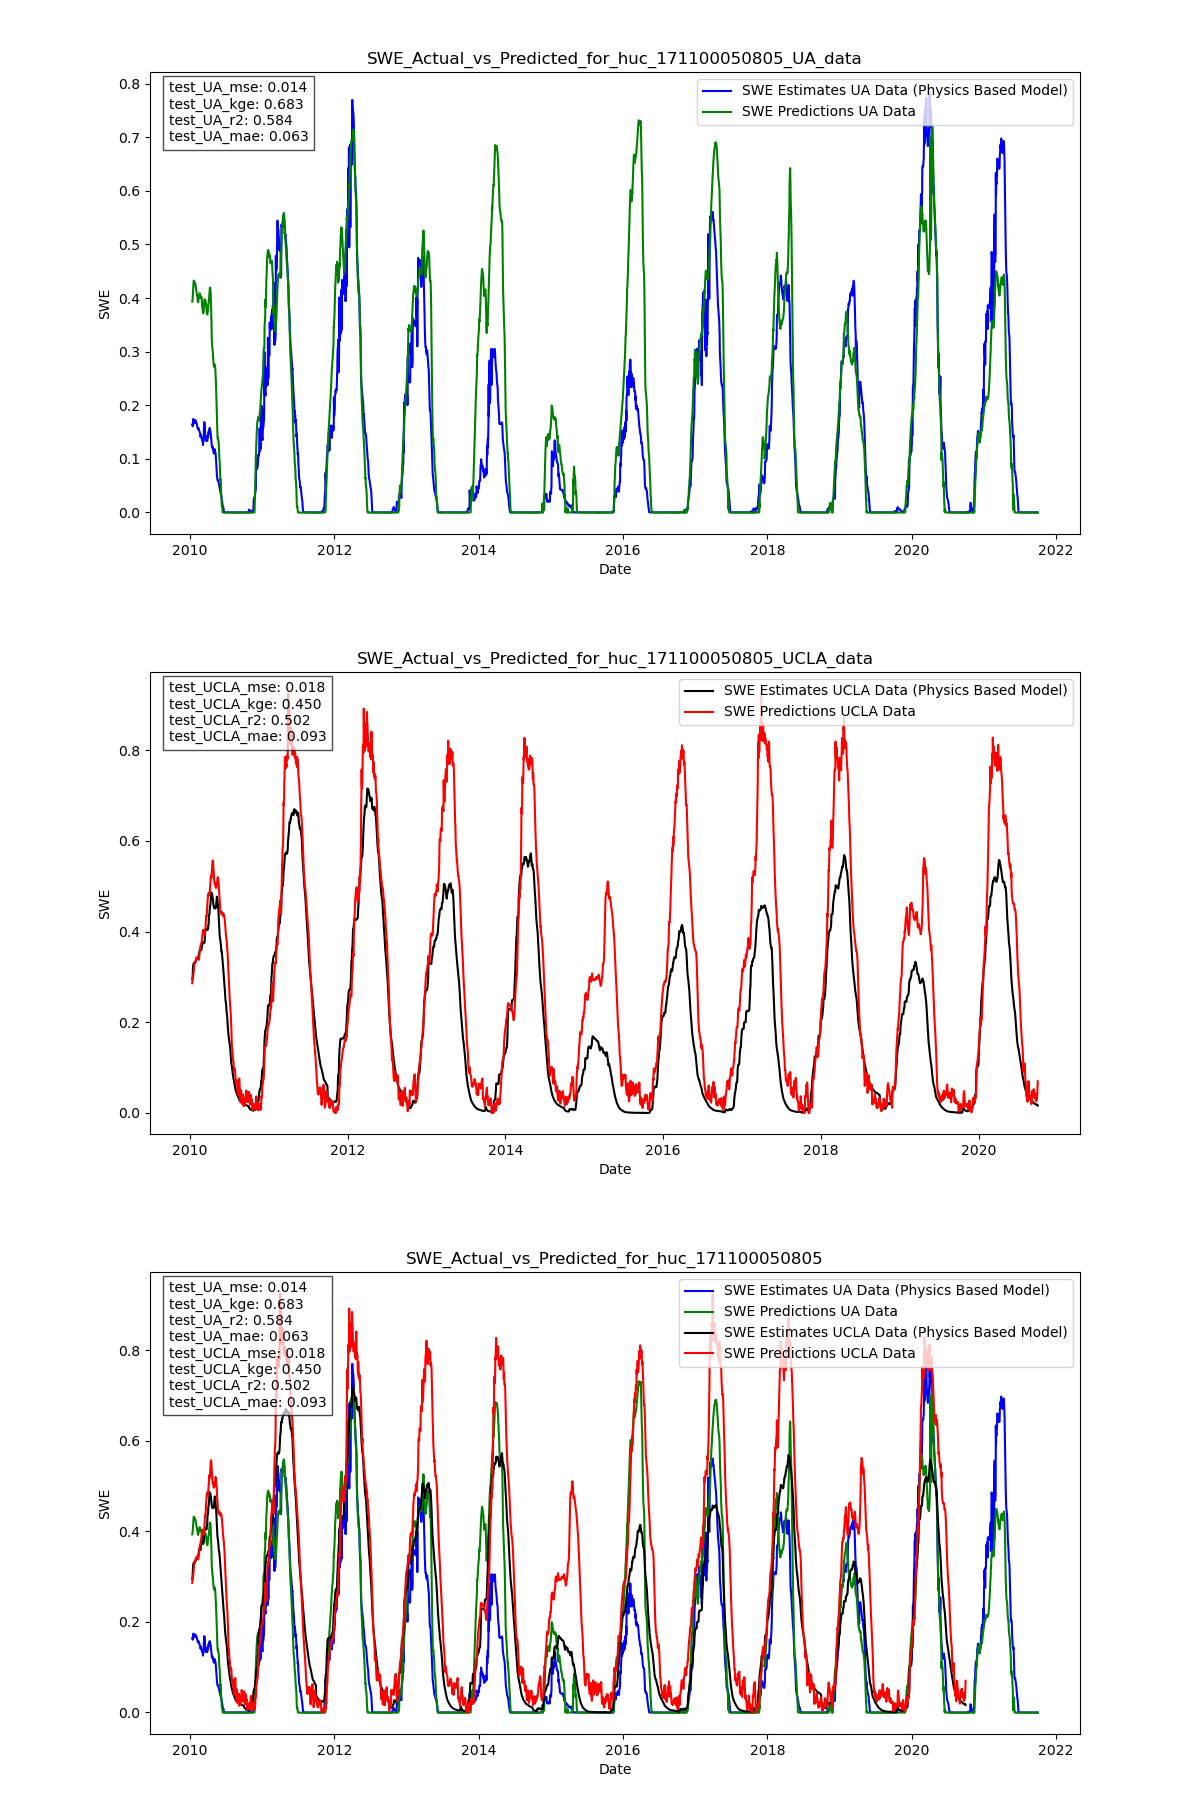 SWE_Actual_vs_Predicted_for_huc_171100050805_UA_data
test_UA_mse: 0.014
test_UA_kge: 0.683
test_UA_r2: 0.584
test_UA_mae: 0.063
SWE Estimates UA Data (Physics Based Model)
SWE Predictions UA Data
0.8
0.7
0.6
0.5
0.4
0.3
0.2
0.1
0.0
SWE
2010
2012
2014
2016
2018
2020
2022
Date
SWE_Actual_vs_Predicted_for_huc_171100050805_UCLA_data
test_UCLA_mse: 0.018
test_UCLA_kge: 0.450
test_UCLA_r2: 0.502
test_UCLA_mae: 0.093
SWE Estimates UCLA Data (Physics Based Model)
SWE Predictions UCLA Data
0.8
0.6
0.4
0.2
0.0
SWE
2010
2012
2014
2016
2018
2020
Date
SWE_Actual_vs_Predicted_for_huc_171100050805
test_UA_mse: 0.014
test_UA_kge: 0.683
test_UA_r2: 0.584
test_UA_mae: 0.063
test_UCLA_mse: 0.018
test_UCLA_kge: 0.450
test_UCLA_r2: 0.502
test_UCLA_mae: 0.093
SWE Estimates UA Data (Physics Based Model)
SWE Predictions UA Data
SWE Estimates UCLA Data (Physics Based Model)
SWE Predictions UCLA Data
0.8
0.6
0.4
0.2
0.0
SWE
2010
2012
2014
2016
2018
2020
2022
Date